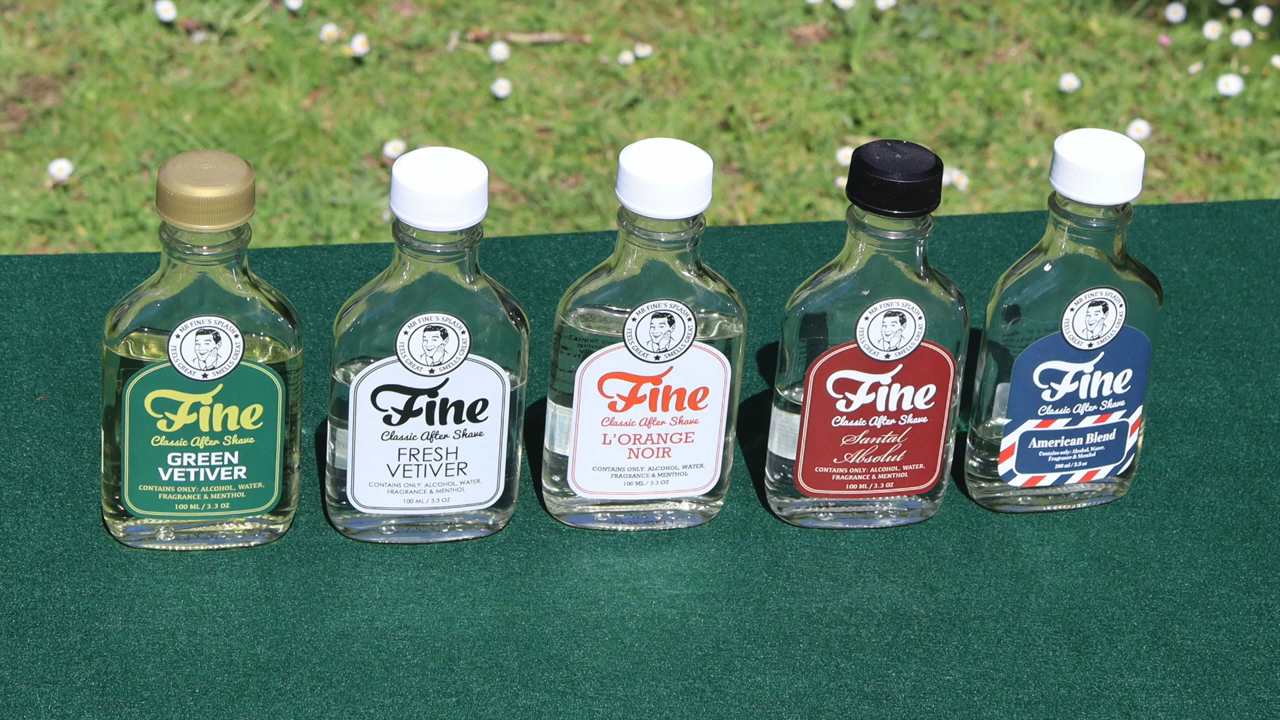 MR FINE'S SPLASH
FEELS GREAT ★ SMELLS GREAT
Fine
Classic After Shave
GREEN
VETIVER
CONTAINS ONLY: ALCOHOL, WATER,
FRAGRANCE & MENTHOL
100 ML / 3.3 OZ
MR FINE'S SPLASH
FEELS GREAT ★ SMELLS GREAT
Fine
Classic After Shave
FRESH
VETIVER
CONTAINS ONLY: ALCOHOL, WATER,
FRAGRANCE & MENTHOL
100 ML / 3.3 OZ
MR FINE'S SPLASH
FEELS GREAT ★ SMELLS GREAT
Fine
Classic After Shave
L'ORANGE
NOIR
CONTAINS ONLY: ALCOHOL, WATER,
FRAGRANCE & MENTHOL
100 ML / 3.3 OZ
MR FINE'S SPLASH
FEELS GREAT ★ SMELLS GREAT
Fine
Classic After Shave
Santal
Absolut
CONTAINS ONLY: ALCOHOL, WATER,
FRAGRANCE & MENTHOL
100 ML / 3.3 OZ
MR FINE'S SPLASH
FEELS GREAT ★ SMELLS GREAT
Fine
Classic After Shave
American Blend
Contains only: Alcohol, Water,
Fragrance & Menthol
100 ml / 3.3 oz